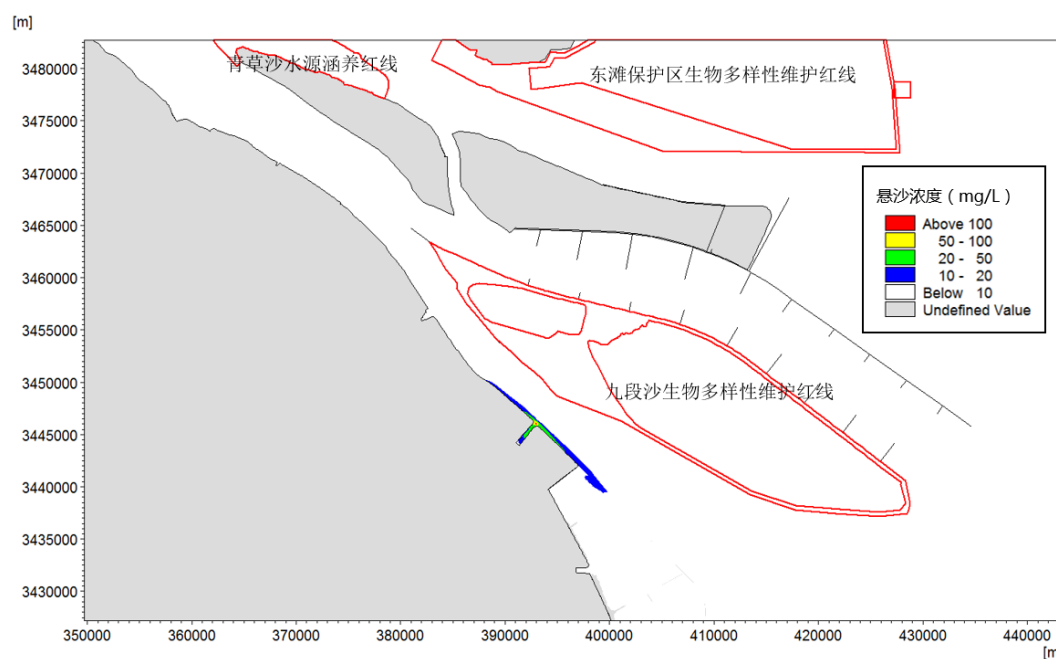 [m]
3480000
3475000
3470000
3465000
3460000
3455000
3450000
3445000
3440000
3435000
3430000
青草沙水源涵养红线
东滩保护区生物多样性维护红线
悬沙浓度（mg/L）
Above 100
50 - 100
20 - 50
10 - 20
Below 10
Undefined Value
九段沙生物多样性维护红线
350000 360000 370000 380000 390000 400000 410000 420000 430000 440000